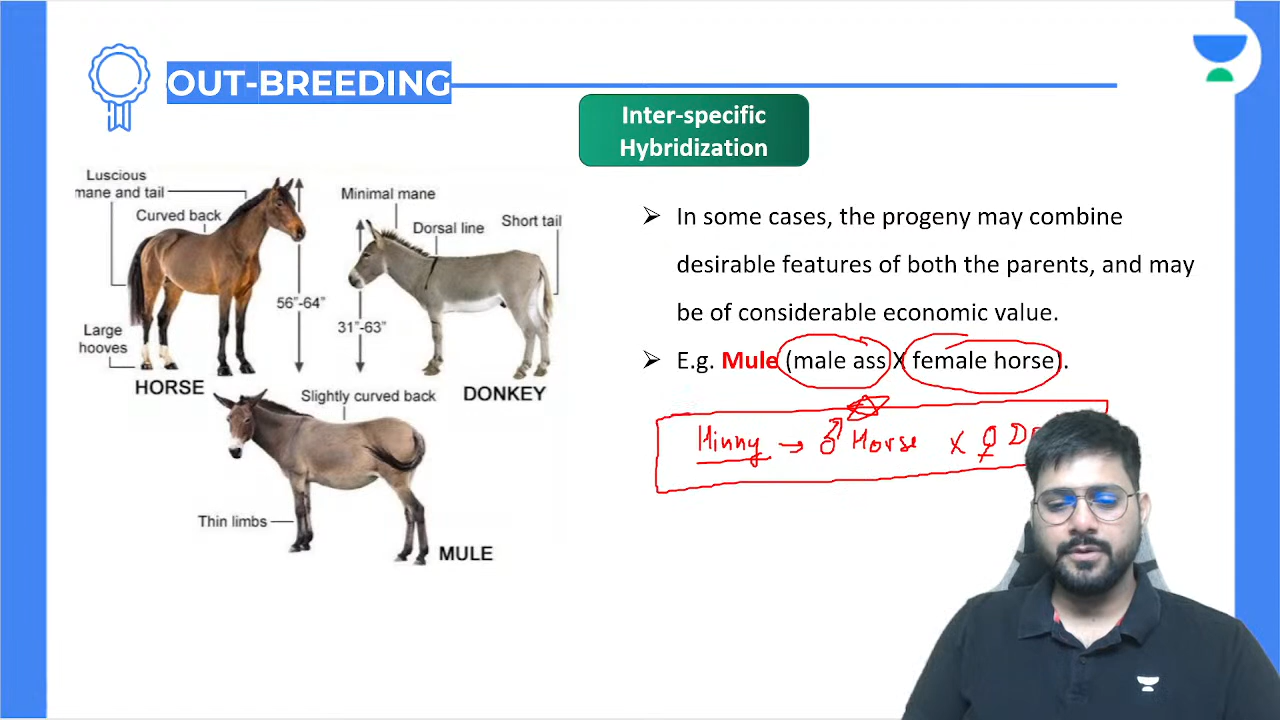 OUT-BREEDING
Inter-specific
Hybridization
Luscious
mane and tail
Curved back
56”-64”
Large
hooves
HORSE
Minimal mane
Dorsal line
Short tail
31”-63”
DONKEY
Slightly curved back
Thin limbs
MULE
➢ In some cases, the progeny may combine
desirable features of both the parents, and may
be of considerable economic value.
➢ E.g. Mule (male ass X female horse).
Hinny → ♂ Horse x ♀